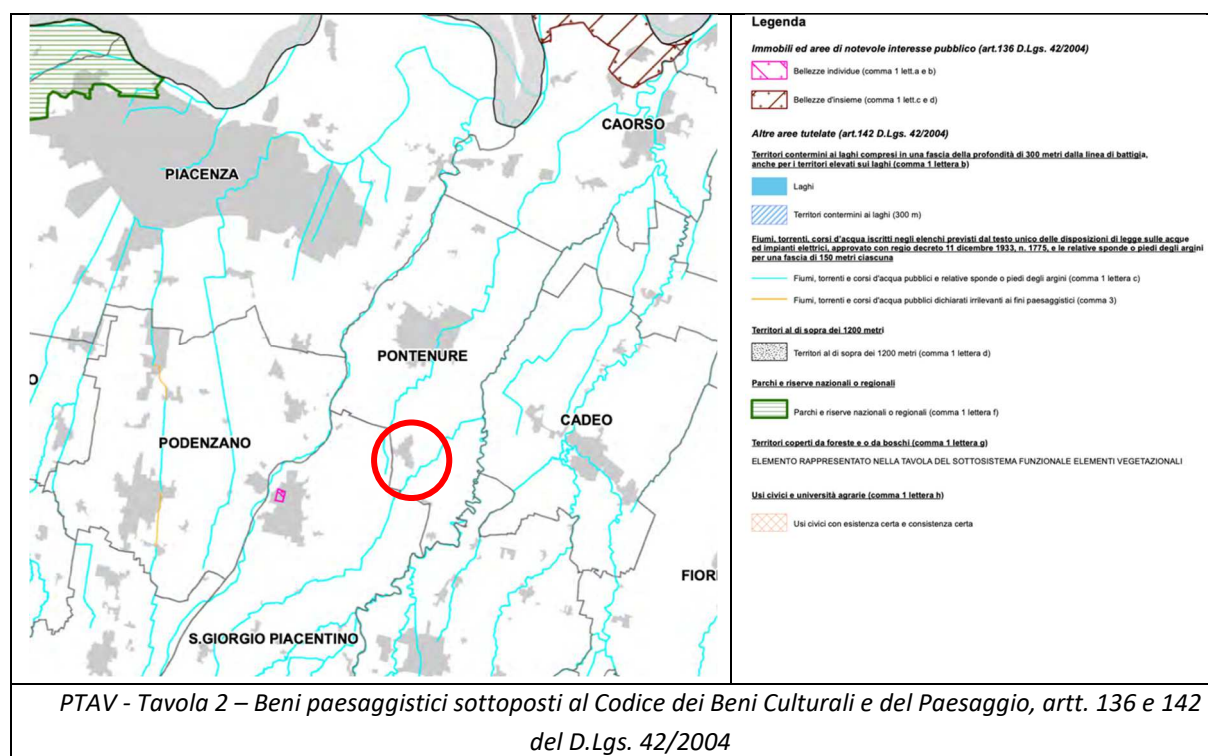 PIACENZA
CAORSO
PONTENURE
O
PODENZANO
CADEO
FIOR
S.GIORGIO PIACENTINO
Legenda
Immobili ed aree di notevole interesse pubblico (art.136 D.Lgs. 42/2004)
Bellezze individue (comma 1 lett.a e b)
Bellezze d'insieme (comma 1 lett.c e d)
Altre aree tutelate (art.142 D.Lgs. 42/2004)
Territori contermini ai laghi compresi in una fascia della profondità di 300 metri dalla linea di battigia,
anche per i territori elevati sui laghi (comma 1 lettera b)
Laghi
Territori contermini ai laghi (300 m)
Fiumi, torrenti, corsi d'acqua iscritti negli elenchi previsti dal testo unico delle disposizioni di legge sulle acque
ed impianti elettrici, approvato con regio decreto 11 dicembre 1933, n. 1775, e le relative sponde o piedi degli argini
per una fascia di 150 metri ciascuna
Fiumi, torrenti e corsi d'acqua pubblici e relative sponde o piedi degli argini (comma 1 lettera c)
Fiumi, torrenti e corsi d'acqua pubblici dichiarati irrilevanti ai fini paesaggistici (comma 3)
Territori al di sopra dei 1200 metri
Territori al di sopra dei 1200 metri (comma 1 lettera d)
Parchi e riserve nazionali o regionali
Parchi e riserve nazionali o regionali (comma 1 lettera f)
Territori coperti da foreste e o da boschi (comma 1 lettera g)
ELEMENTO RAPPRESENTATO NELLA TAVOLA DEL SOTTOSISTEMA FUNZIONALE ELEMENTI VEGETAZIONALI
Usi civici e università agrarie (comma 1 lettera h)
Usi civici con esistenza certa e consistenza certa
PTAV - Tavola 2 – Beni paesaggistici sottoposti al Codice dei Beni Culturali e del Paesaggio, artt. 136 e 142
del D.Lgs. 42/2004